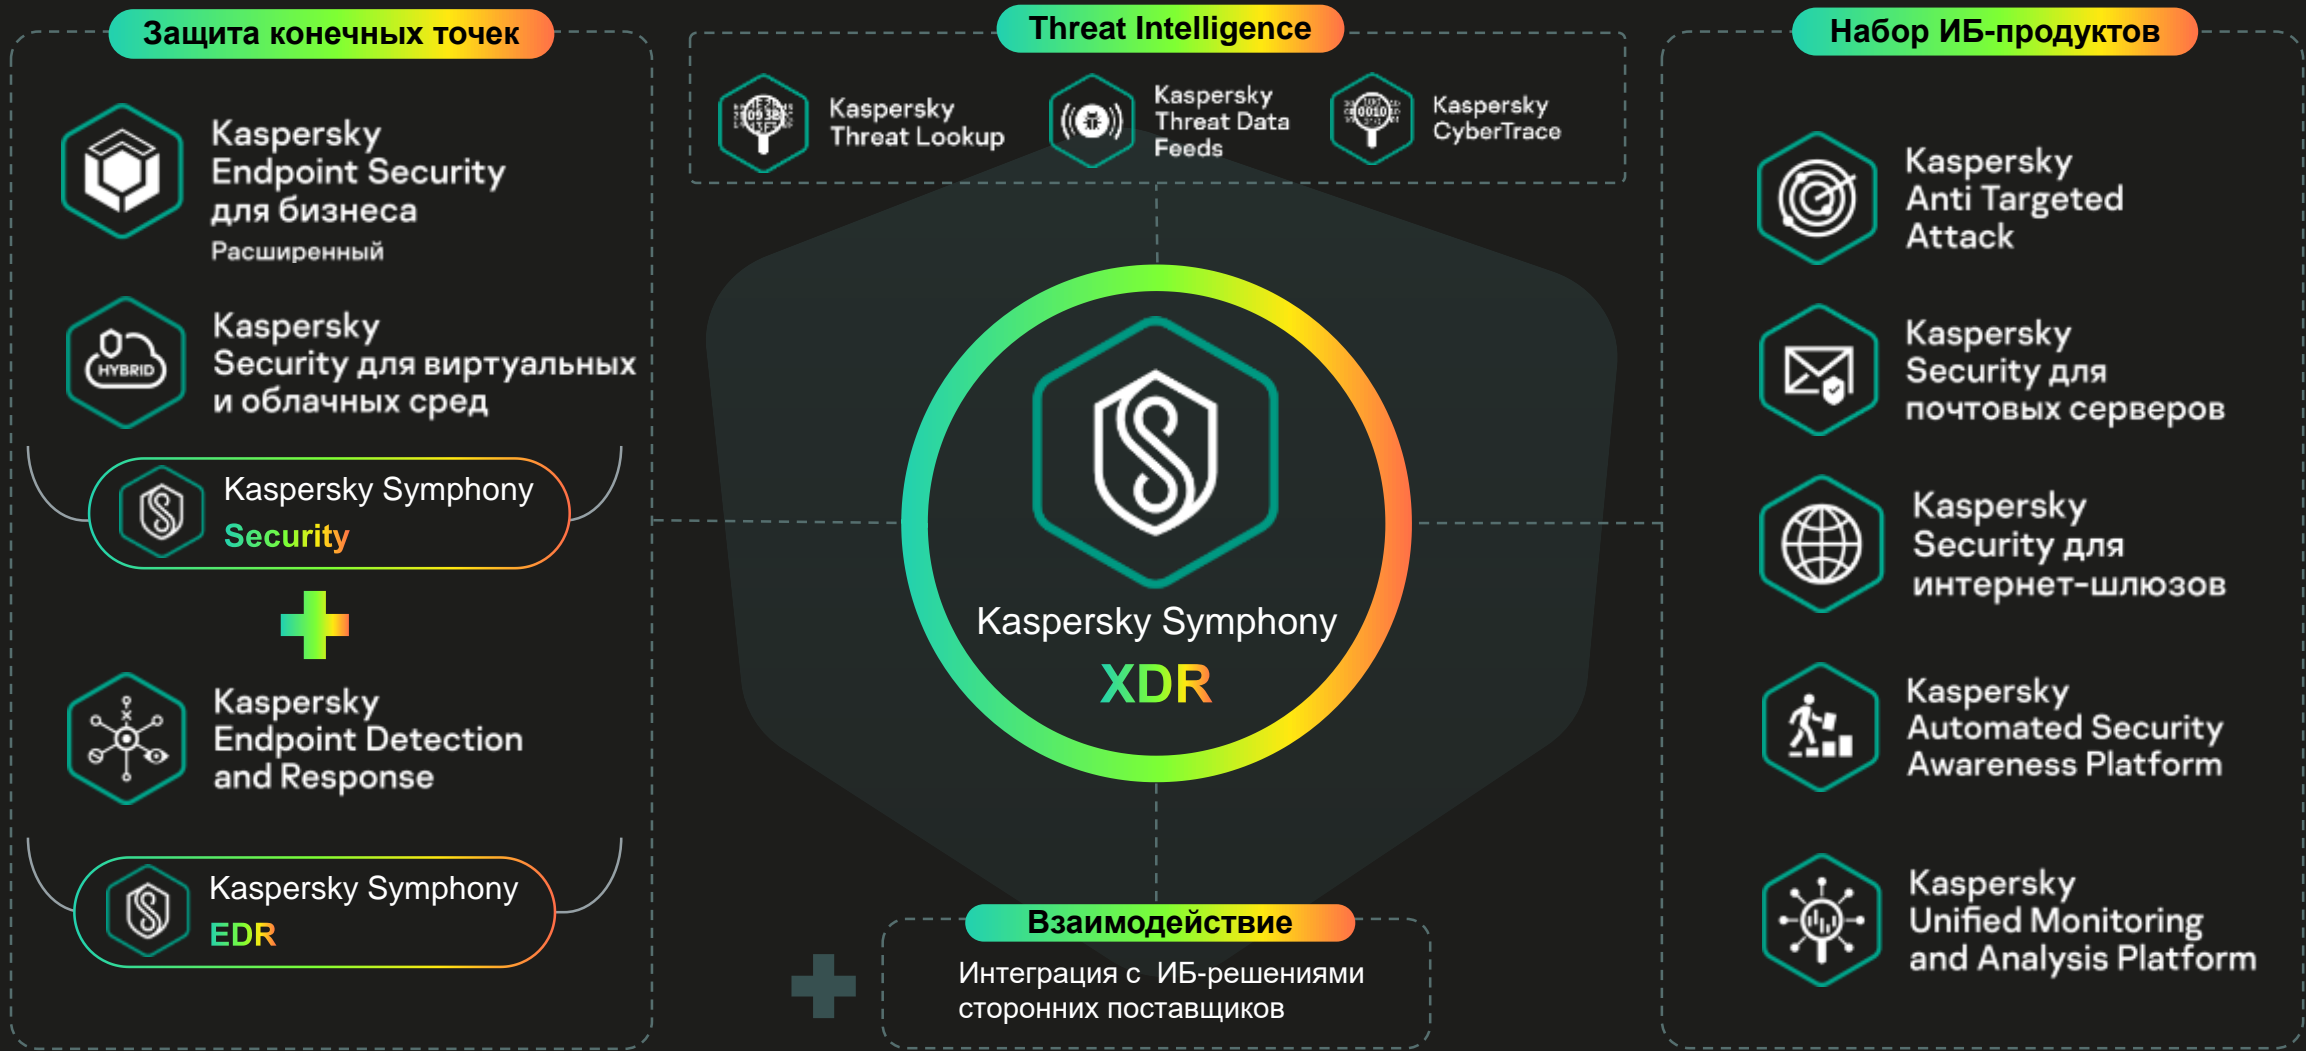 Защита конечных точек
Kaspersky
Endpoint Security
для бизнеса
Расширенный
Kaspersky
HYBRID
Security для виртуальных
и облачных сред
Kaspersky Symphony
Security
Kaspersky
Endpoint Detection
and Response
Kaspersky Symphony
EDR
Threat Intelligence
Kaspersky
Threat Lookup
Kaspersky
Threat Data
Feeds
Kaspersky
CyberTrace
Kaspersky Symphony
XDR
Взаимодействие
Интеграция с ИБ-решениями
сторонних поставщиков
Набор ИБ-продуктов
Kaspersky
Anti Targeted
Attack
Kaspersky
Security для
почтовых серверов
Kaspersky
Security для
интернет-шлюзов
Kaspersky
Automated Security
Awareness Platform
Kaspersky
Unified Monitoring
and Analysis Platform